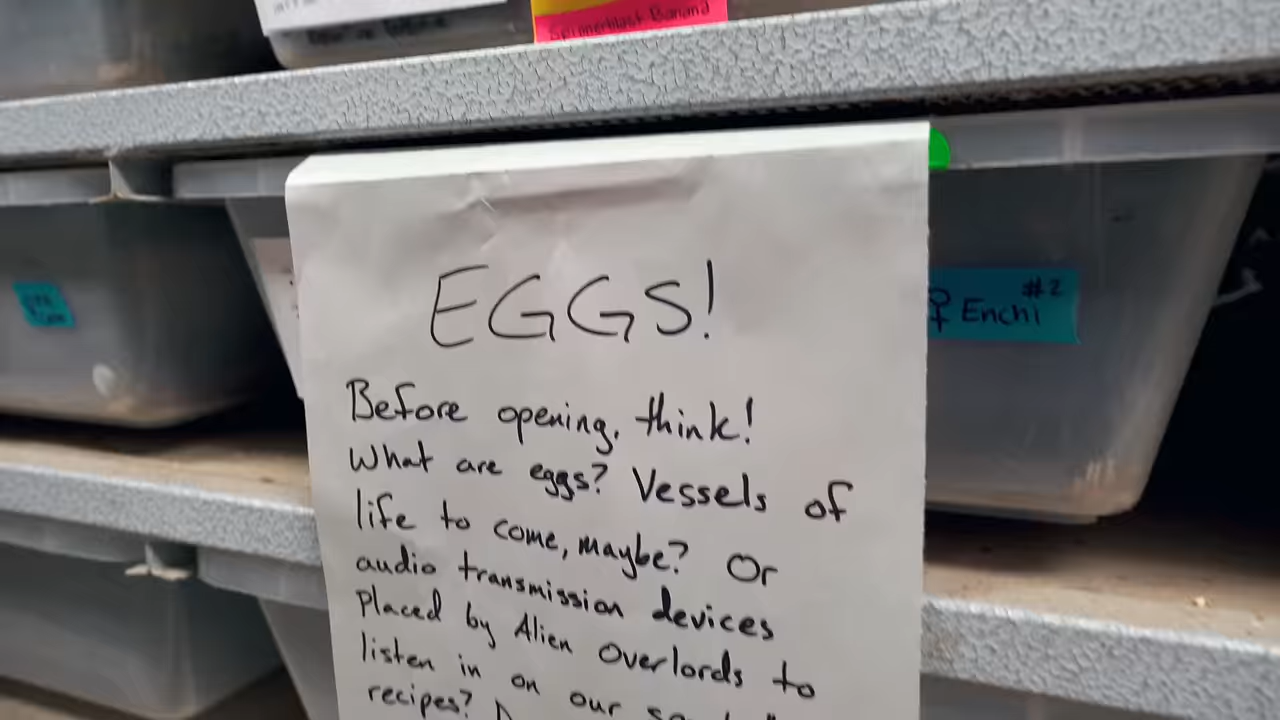 Spinnerblast Banana
EGGS!
Before opening, think!
What are eggs? Vessels of
life to come, maybe? Or
audio transmission devices
placed by Alien Overlords to
listen in on our
recipes?
#2
♀ Enchi